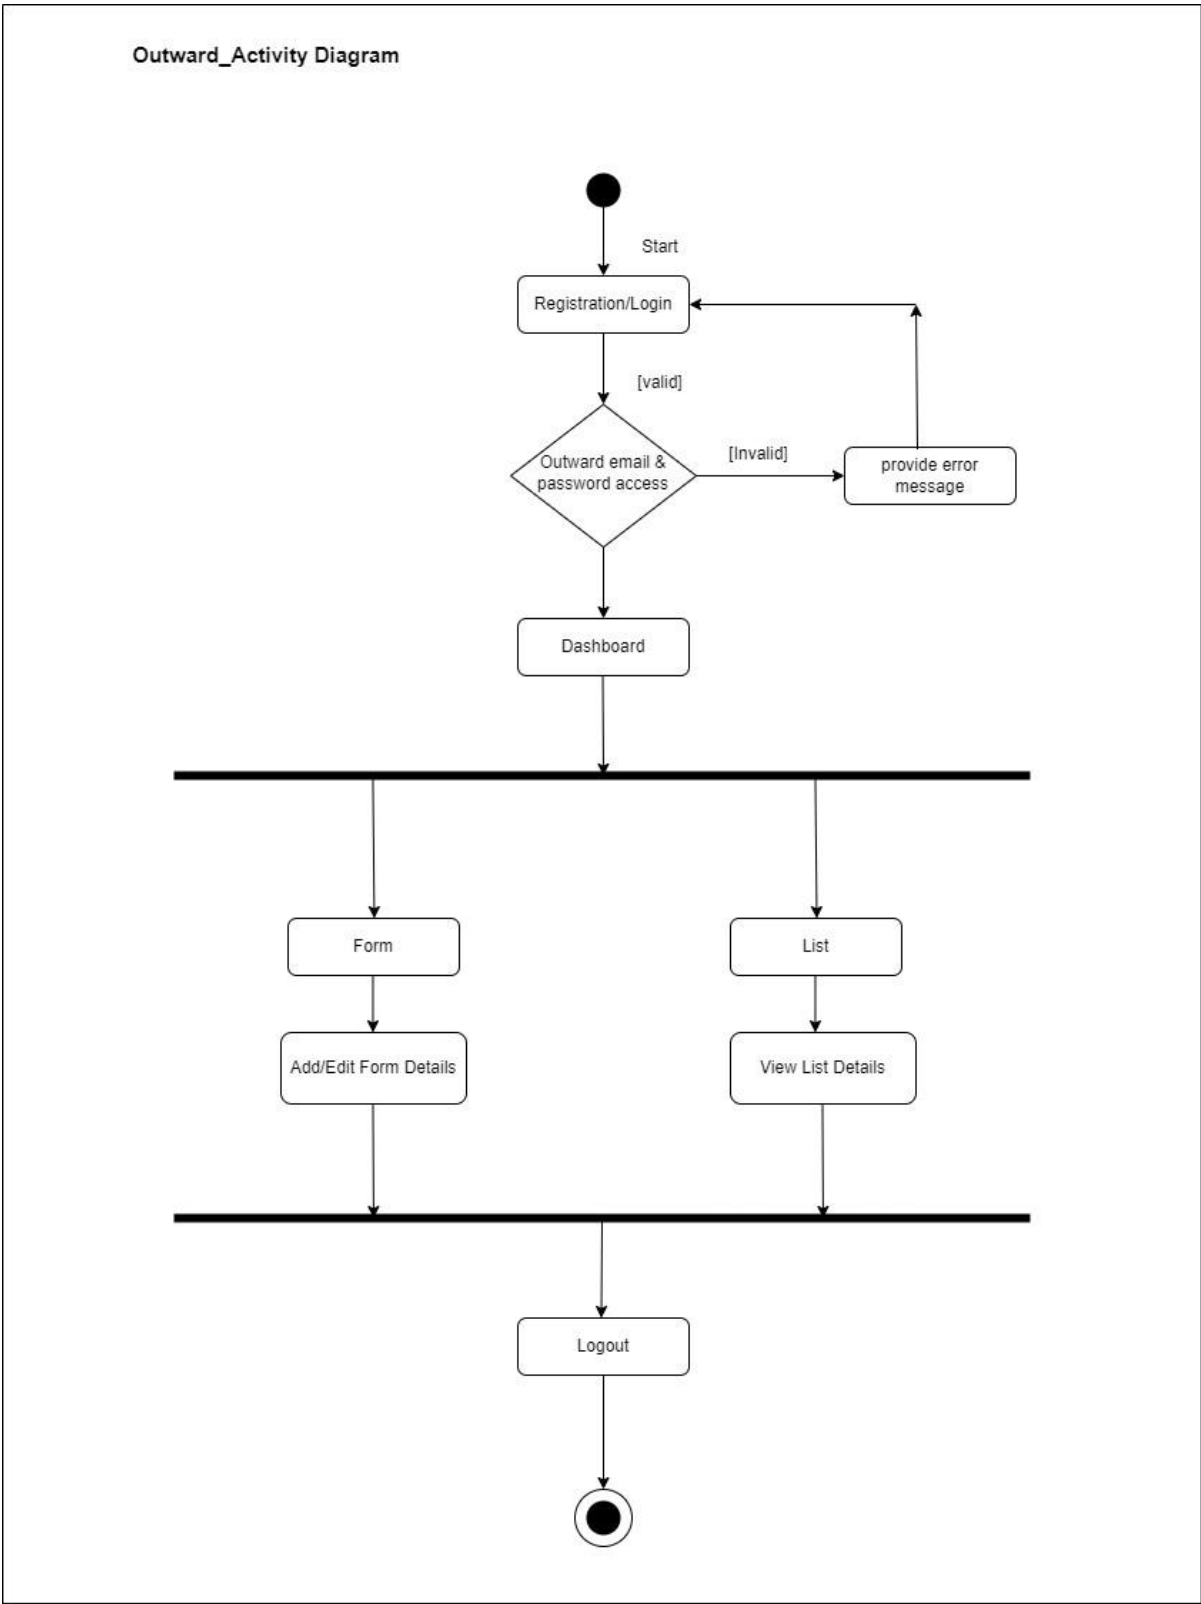 Outward_Activity Diagram
Start
Registration/Login
[valid]
Outward email &
password access
[Invalid]
provide error
message
Dashboard
Form
List
Add/Edit Form Details
View List Details
Logout